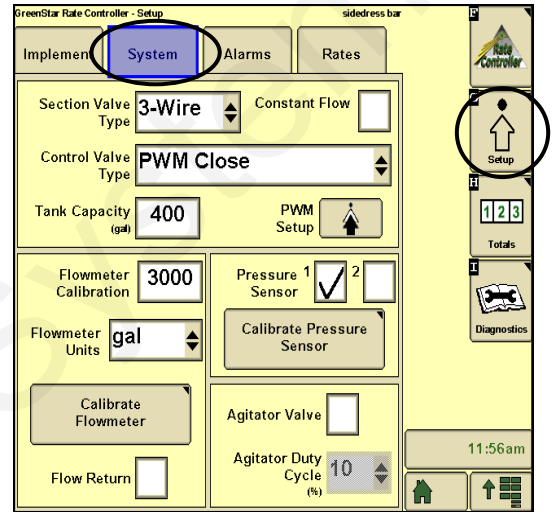 GreenStar Rate Controller - Setup
sidedress bar
F
Implement
System
Alarms
Rates
Rate
Controller
Section Valve
Type
3-Wire
Constant Flow
G
Setup
Control Valve
Type
PWM Close
Tank Capacity
(gal)
400
PWM
Setup
H
1 2 3
Totals
Flowmeter
Calibration
3000
Pressure
Sensor
1
2
I
Diagnostics
Flowmeter
Units
gal
Calibrate Pressure
Sensor
Calibrate
Flowmeter
Agitator Valve
Flow Return
Agitator Duty
Cycle
(%)
10
11:56am